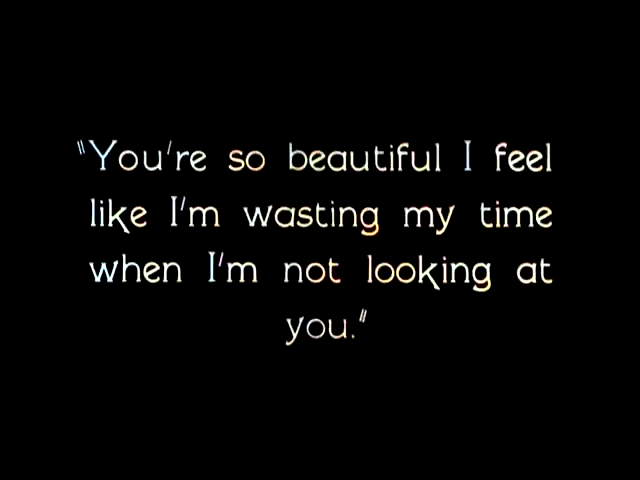 "You're so beautiful I feel
like I'm wasting my time
when I'm not looking at
you."